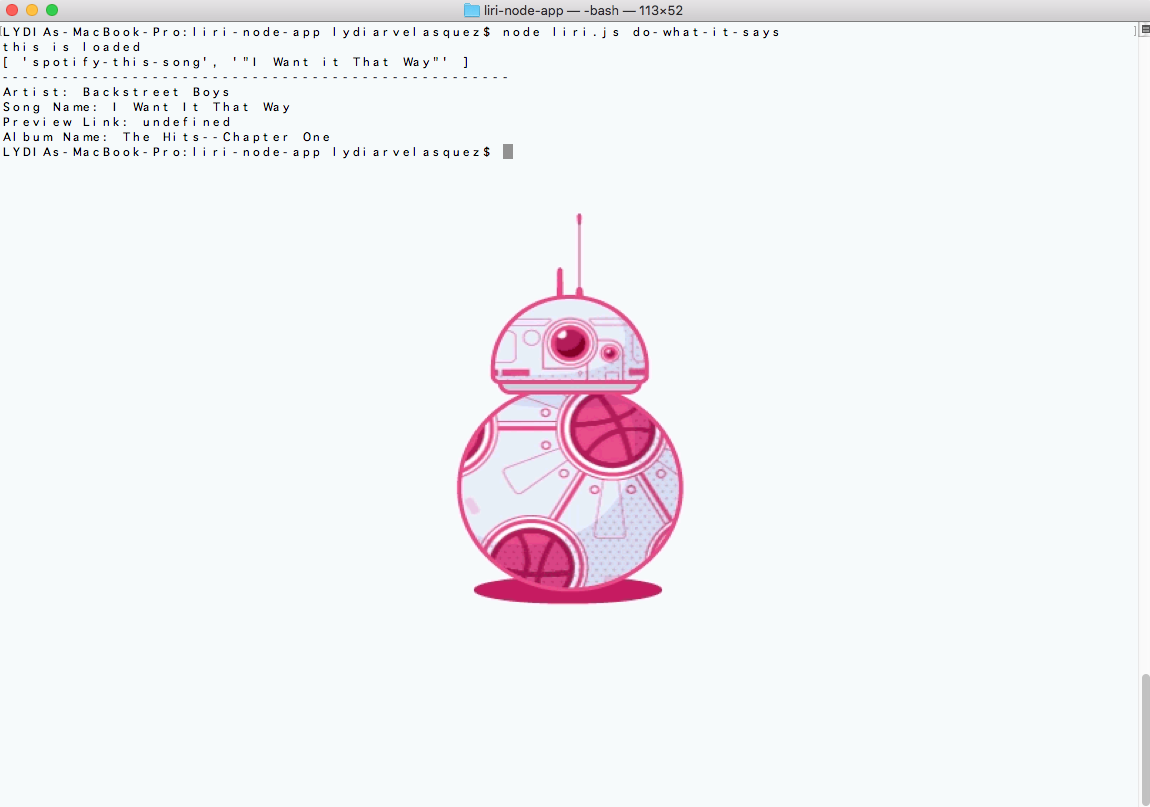 liri-node-app — -bash — 113×52
LYDIAs-MacBook-Pro:liri-node-app lydiarvelasquez$ node liri.js do-what-it-says
this is loaded
[ 'spotify-this-song', '"I Want it That Way"' ]
---------------------------------------------------
Artist: Backstreet Boys
Song Name: I Want It That Way
Preview Link: undefined
Album Name: The Hits--Chapter One
LYDIAs-MacBook-Pro:liri-node-app lydiarvelasquez$